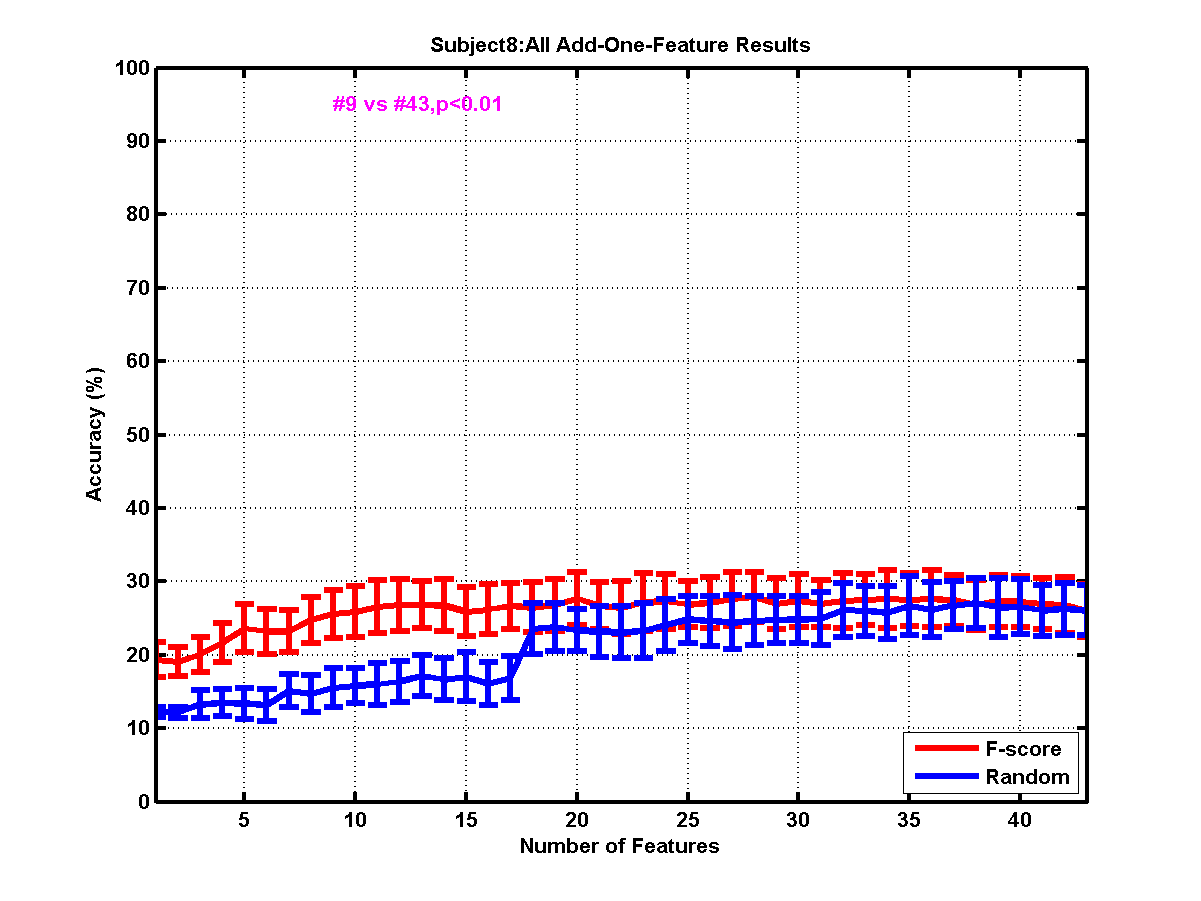 Subject8:All Add-One-Feature Results
#9 vs #43,p<0.01
100
90
80
70
60
50
40
30
20
10
0
Accuracy (%)
5 10 15 20 25 30 35 40
Number of Features
F-score
Random